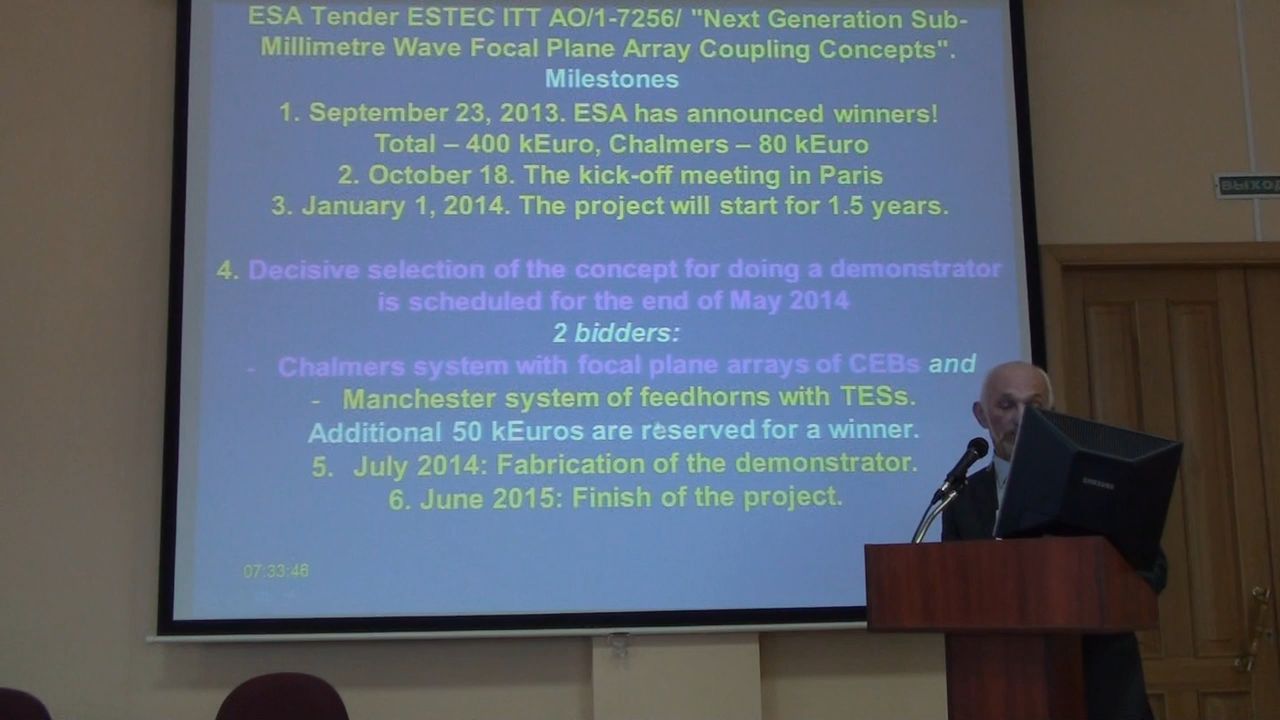 ESA Tender ESTEC ITT AO/1-7256/ "Next Generation Sub-
Millimetre Wave Focal Plane Array Coupling Concepts".
Milestones
1. September 23, 2013. ESA has announced winners!
Total – 400 kEuro, Chalmers – 80 kEuro
2. October 18. The kick-off meeting in Paris
3. January 1, 2014. The project will start for 1.5 years.
4. Decisive selection of the concept for doing a demonstrator
is scheduled for the end of May 2014
2 bidders:
- Chalmers system with focal plane arrays of CEBs and
- Manchester system of feedhorns with TESs.
Additional 50 kEuros are reserved for a winner.
5. July 2014: Fabrication of the demonstrator.
6. June 2015: Finish of the project.
07:33:46
ВЫХОД
SAMSUNG